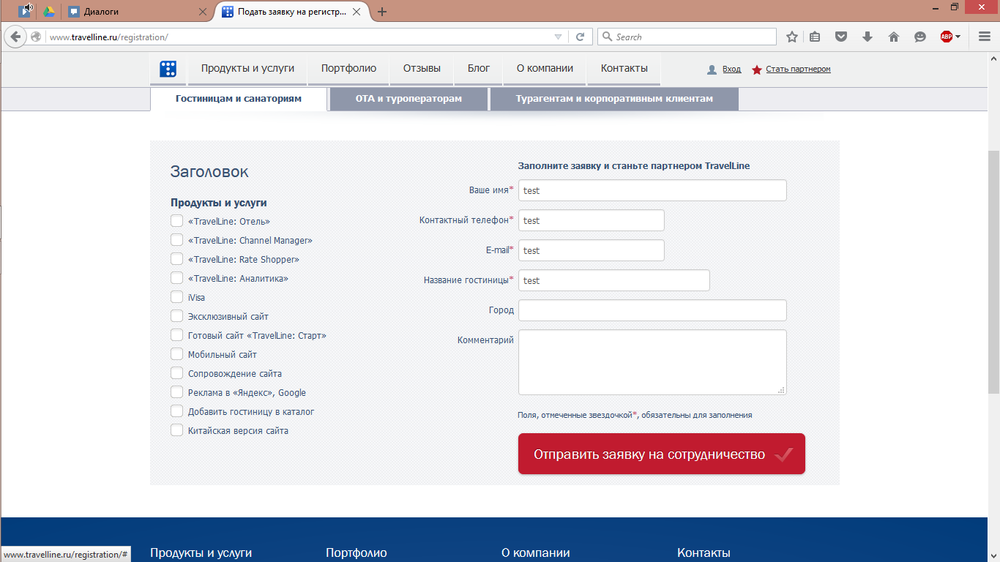 Диалоги
Подать заявку на регистр...
www.travelline.ru/registration/
Search
ABP
Продукты и услуги
Портфолио
Отзывы
Блог
О компании
Контакты
Вход
Стать партнером
Гостиницам и санаториям
ОТА и туроператорам
Турагентам и корпоративным клиентам
Заголовок
Продукты и услуги
«TravelLine: Отель»
«TravelLine: Channel Manager»
«TravelLine: Rate Shopper»
«TravelLine: Аналитика»
iVisa
Эксклюзивный сайт
Готовый сайт «TravelLine: Старт»
Мобильный сайт
Сопровождение сайта
Реклама в «Яндекс», Google
Добавить гостиницу в каталог
Китайская версия сайта
Заполните заявку и станьте партнером TravelLine
Ваше имя* test
Контактный телефон* test
E-mail* test
Название гостиницы* test
Город
Комментарий
Поля, отмеченные звездочкой*, обязательны для заполнения
Отправить заявку на сотрудничество
www.travelline.ru/registration/#
Продукты и услуги
Портфолио
О компании
Контакты